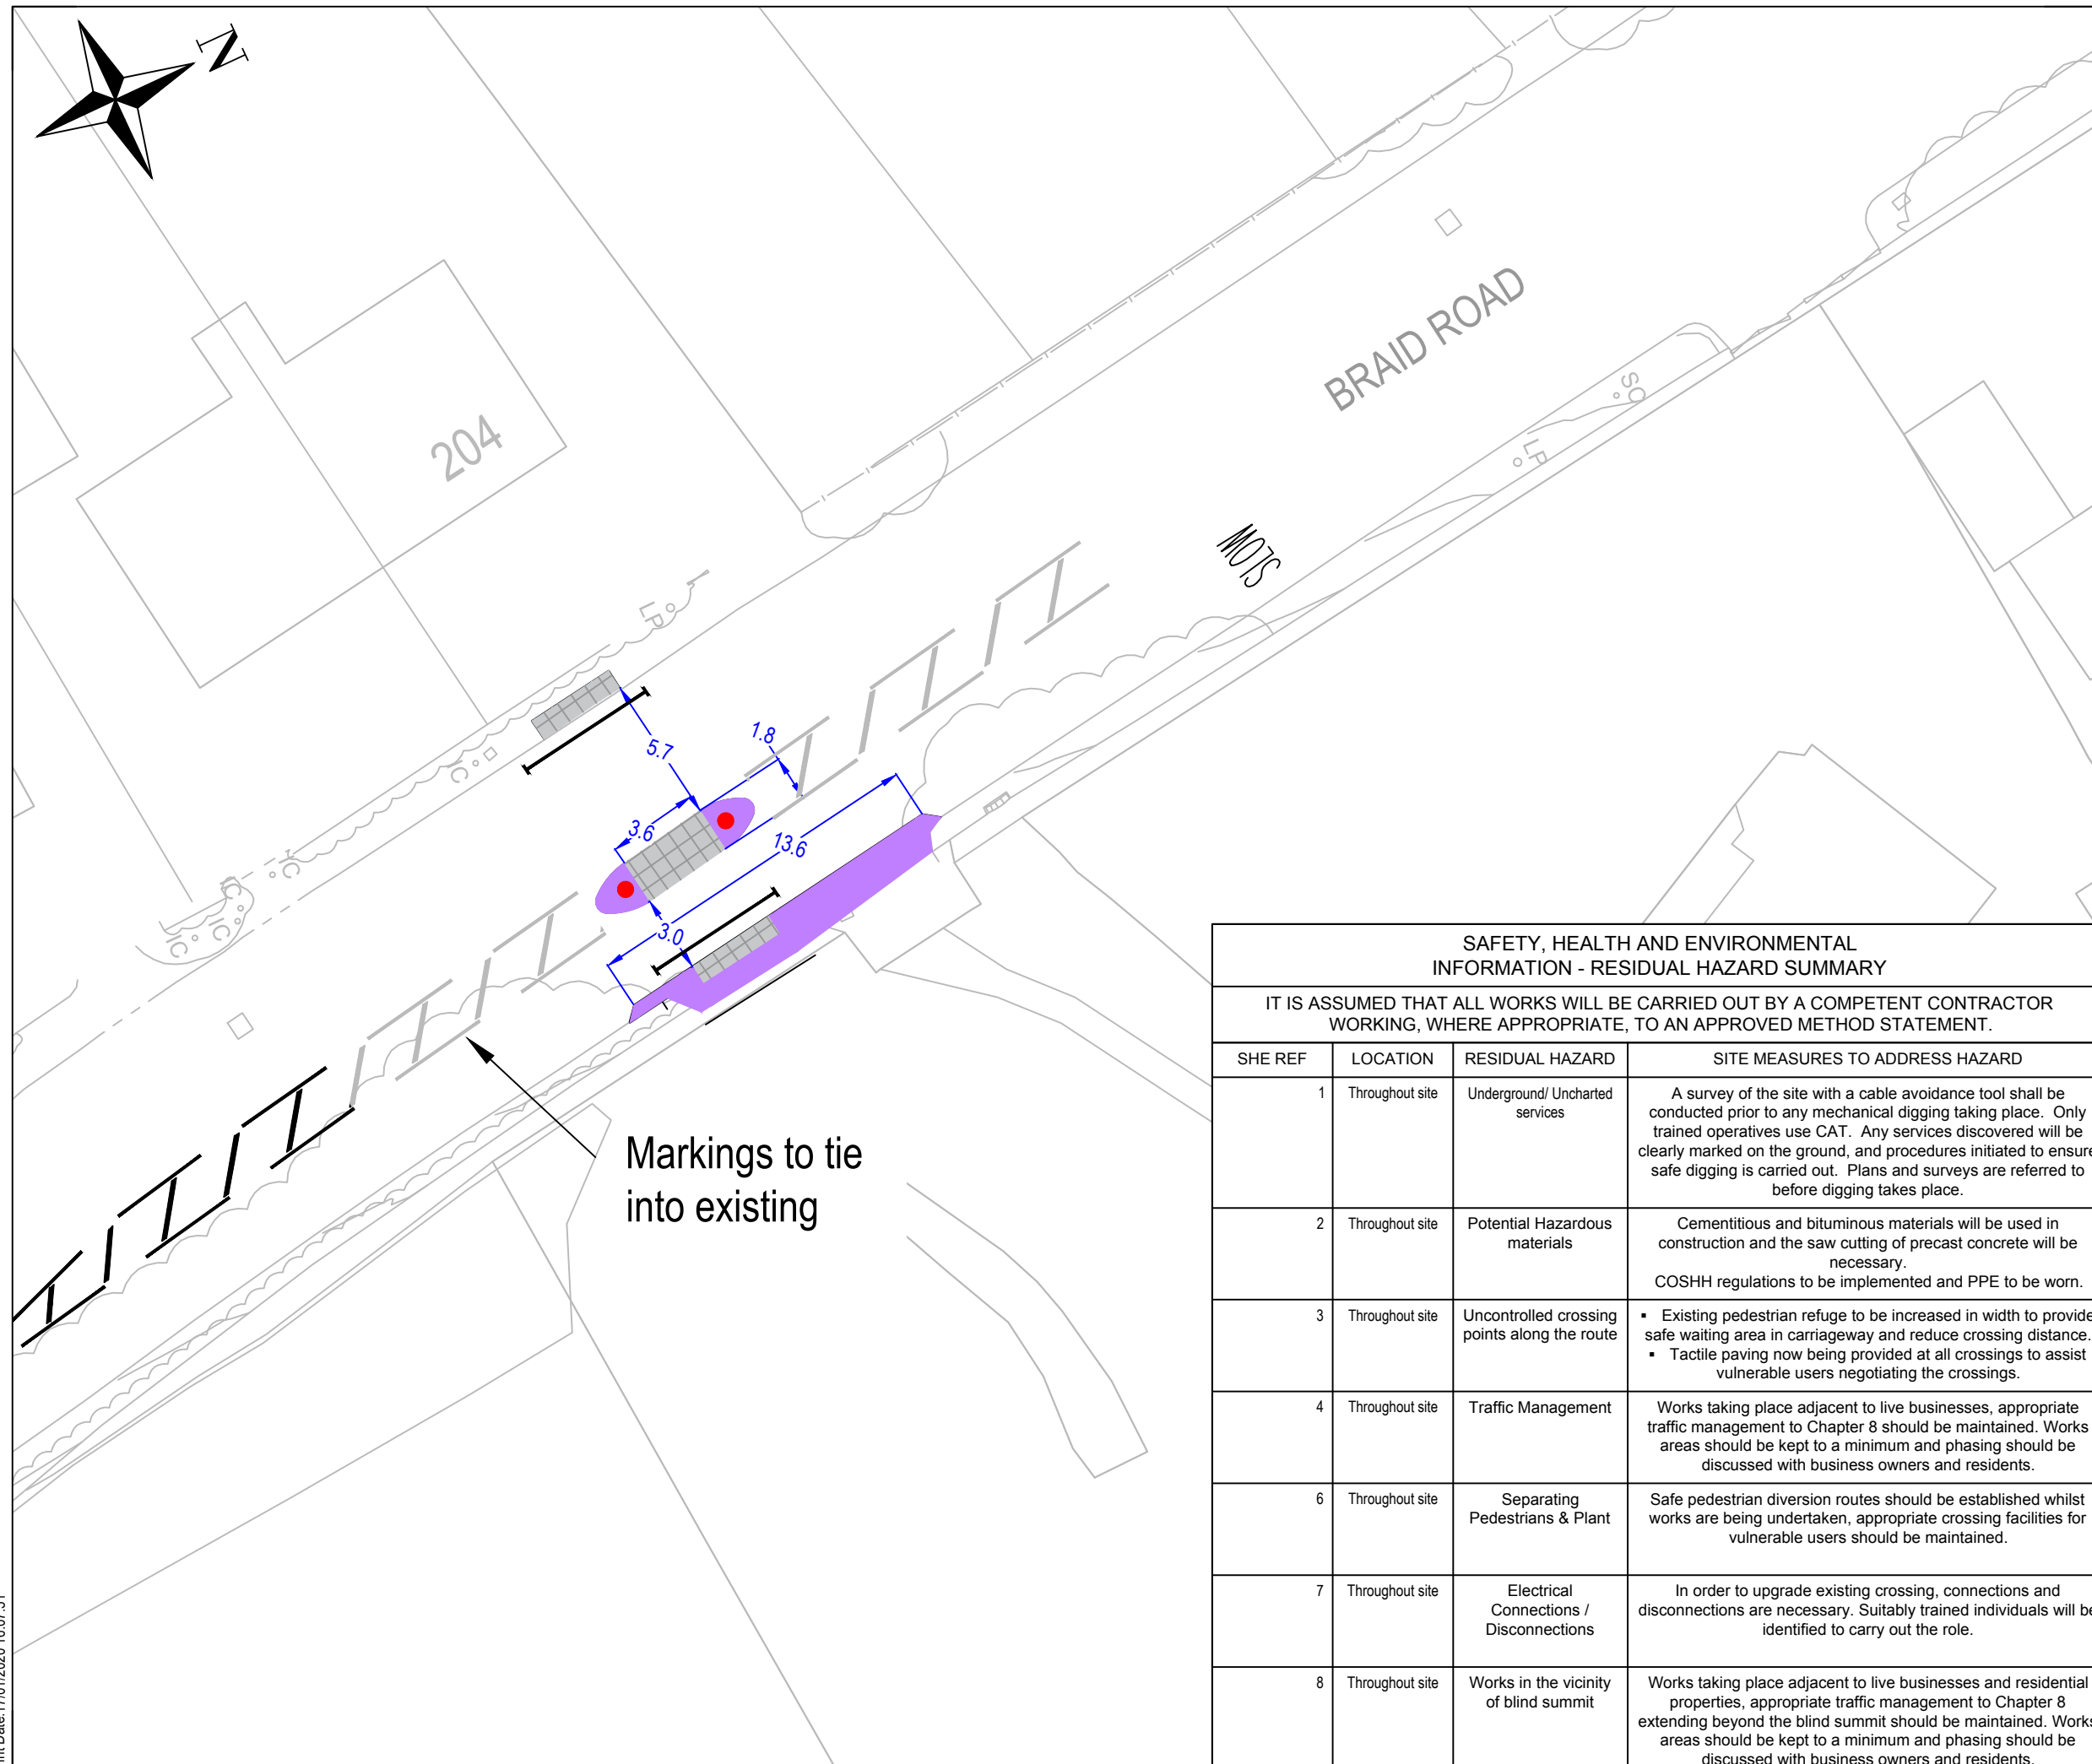 N
BRAID ROAD
204
SO
LP
LP
SLOW
5.7
1.8
3.6
13.6
3.0
IC
IC
IC
IC
IC
Markings to tie
into existing
SAFETY, HEALTH AND ENVIRONMENTAL
INFORMATION - RESIDUAL HAZARD SUMMARY
IT IS ASSUMED THAT ALL WORKS WILL BE CARRIED OUT BY A COMPETENT CONTRACTOR
WORKING, WHERE APPROPRIATE, TO AN APPROVED METHOD STATEMENT.
SHE REF LOCATION RESIDUAL HAZARD SITE MEASURES TO ADDRESS HAZARD
1 Throughout site Underground/ Uncharted
services
A survey of the site with a cable avoidance tool shall be
conducted prior to any mechanical digging taking place. Only
trained operatives use CAT. Any services discovered will be
clearly marked on the ground, and procedures initiated to ensure
safe digging is carried out. Plans and surveys are referred to
before digging takes place.
2 Throughout site Potential Hazardous
materials
Cementitious and bituminous materials will be used in
construction and the saw cutting of precast concrete will be
necessary.
COSHH regulations to be implemented and PPE to be worn.
3 Throughout site Uncontrolled crossing
points along the route
▪ Existing pedestrian refuge to be increased in width to provide
safe waiting area in carriageway and reduce crossing distance.
▪ Tactile paving now being provided at all crossings to assist
vulnerable users negotiating the crossings.
4 Throughout site Traffic Management
Works taking place adjacent to live businesses, appropriate
traffic management to Chapter 8 should be maintained. Works
areas should be kept to a minimum and phasing should be
discussed with business owners and residents.
6 Throughout site Separating
Pedestrians & Plant
Safe pedestrian diversion routes should be established whilst
works are being undertaken, appropriate crossing facilities for
vulnerable users should be maintained.
7 Throughout site Electrical
Connections /
Disconnections
In order to upgrade existing crossing, connections and
disconnections are necessary. Suitably trained individuals will be
identified to carry out the role.
8 Throughout site Works in the vicinity
of blind summit
Works taking place adjacent to live businesses and residential
properties, appropriate traffic management to Chapter 8
extending beyond the blind summit should be maintained. Works
areas should be kept to a minimum and phasing should be
discussed with business owners and residents.